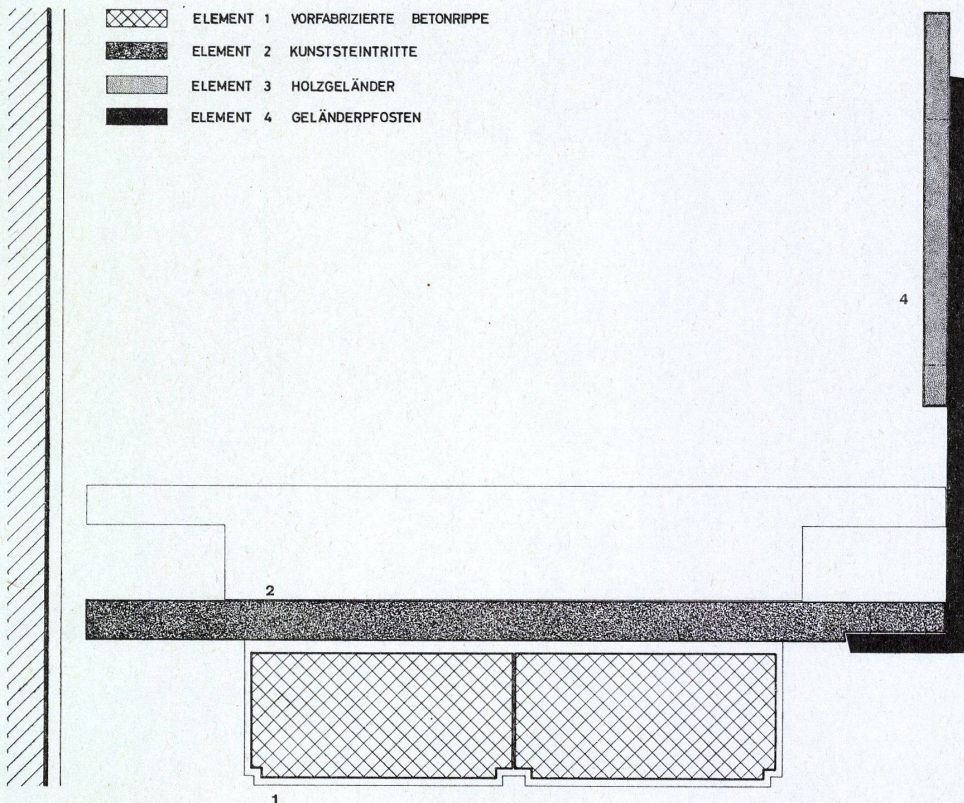 ELEMENT 1 VORFABRIZIERTE BETONRIPPE
ELEMENT 2 KUNSTSTEINTRITTE
ELEMENT 3 HOLZGELÄNDER
ELEMENT 4 GELÄNDERPFOSTEN
4
2
1